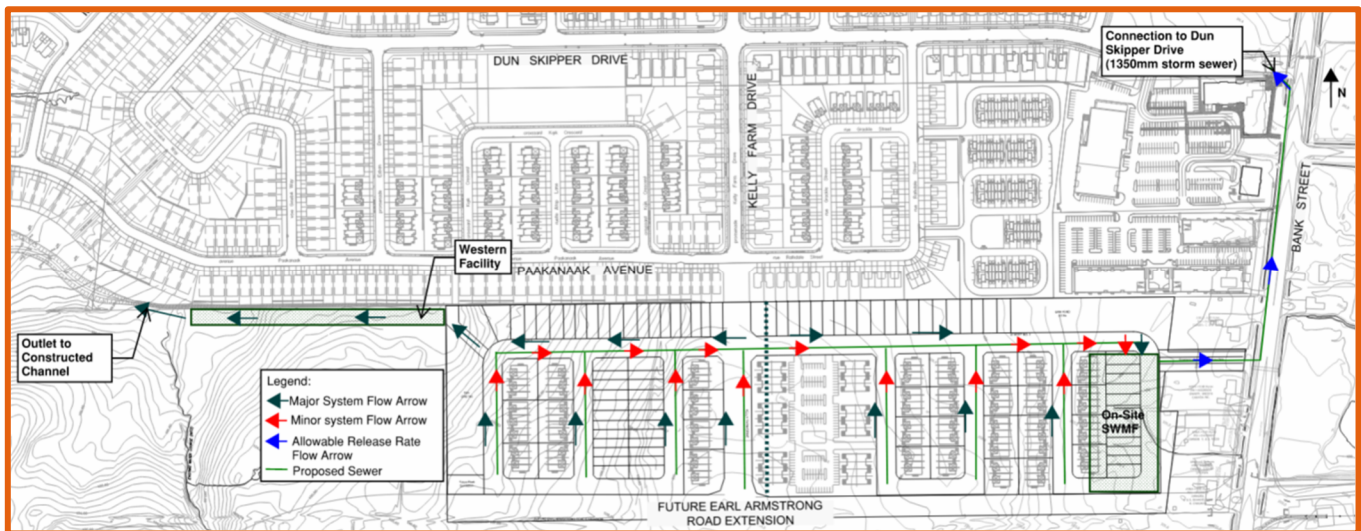 Connection to Dun
Skipper Drive
(1350mm storm sewer)
N
DUN SKIPPER DRIVE
KELLY FARM DRIVE
BANK STREET
Western
Facility
PAAKANAAK AVENUE
Outlet to
Constructed
Channel
Legend:
Major System Flow Arrow
Minor system Flow Arrow
Allowable Release Rate
Flow Arrow
Proposed Sewer
On-Site
SWMF
FUTURE EARL ARMSTRONG
ROAD EXTENSION